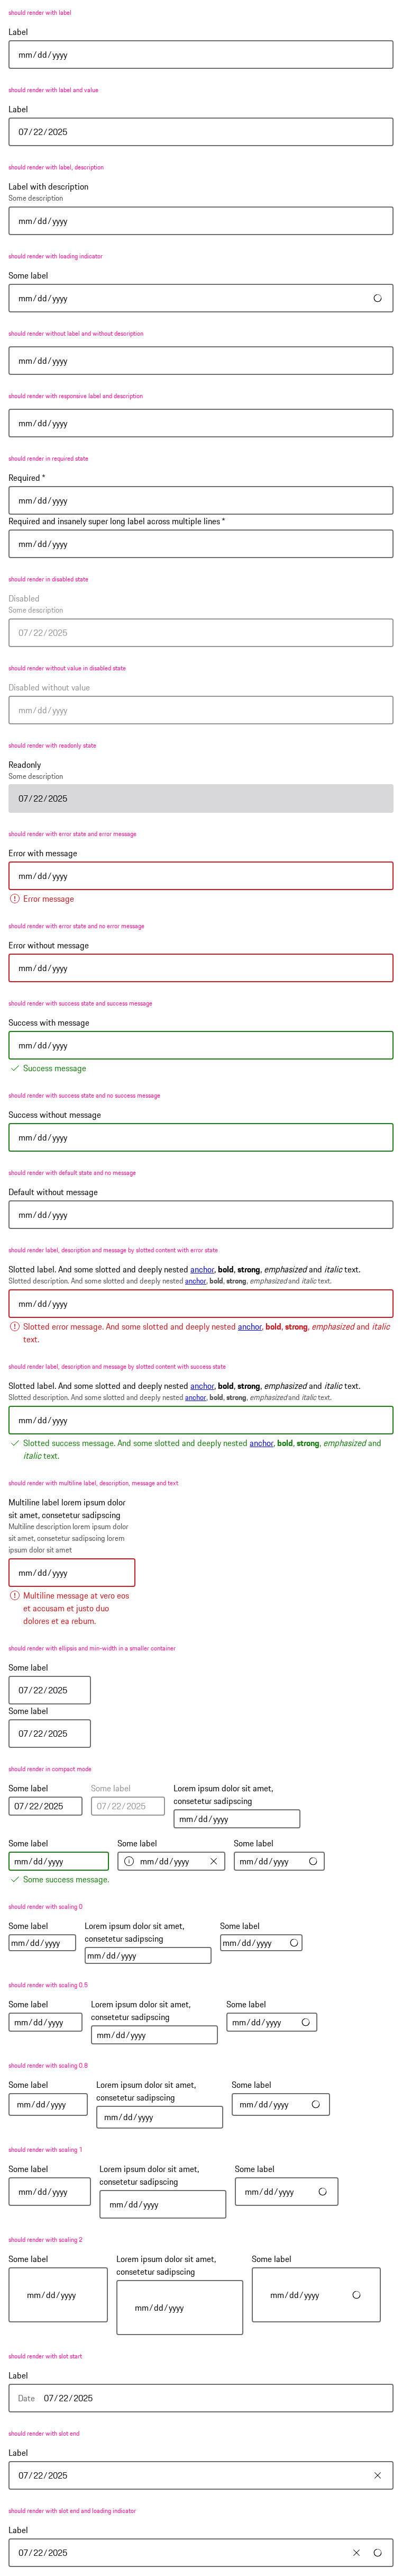 should render with label
Label
mm/dd/yyyy
should render with label and value
Label
07/22/2025
should render with label, description
Label with description
Some description
mm/dd/yyyy
should render with loading indicator
Some label
mm/dd/yyyy
should render without label and without description
mm/dd/yyyy
should render with responsive label and description
mm/dd/yyyy
should render in required state
Required *
mm/dd/yyyy
Required and insanely super long label across multiple lines *
mm/dd/yyyy
should render in disabled state
Disabled
Some description
07/22/2025
should render without value in disabled state
Disabled without value
mm/dd/yyyy
should render with readonly state
Readonly
Some description
07/22/2025
should render with error state and error message
Error with message
mm/dd/yyyy
Error message
should render with error state and no error message
Error without message
mm/dd/yyyy
should render with success state and success message
Success with message
mm/dd/yyyy
Success message
should render with success state and no success message
Success without message
mm/dd/yyyy
should render with default state and no message
Default without message
mm/dd/yyyy
should render label, description and message by slotted content with error state
Slotted label. And some slotted and deeply nested anchor, bold, strong, emphasized and italic text.
Slotted description. And some slotted and deeply nested anchor, bold, strong, emphasized and italic text.
mm/dd/yyyy
Slotted error message. And some slotted and deeply nested anchor, bold, strong, emphasized and italic
text.
should render label, description and message by slotted content with success state
Slotted label. And some slotted and deeply nested anchor, bold, strong, emphasized and italic text.
Slotted description. And some slotted and deeply nested anchor, bold, strong, emphasized and italic text.
mm/dd/yyyy
Slotted success message. And some slotted and deeply nested anchor, bold, strong, emphasized and
italic text.
should render with multiline label, description, message and text
Multiline label lorem ipsum dolor
sit amet, consetetur sadipscing
Multiline description lorem ipsum dolor
sit amet, consetetur sadipscing lorem
ipsum dolor sit amet
mm/dd/yyyy
Multiline message at vero eos
et accusam et justo duo
dolores et ea rebum.
should render with ellipsis and min-width in a smaller container
Some label
07/22/2025
Some label
07/22/2025
should render in compact mode
Some label Some label Lorem ipsum dolor sit amet,
consetetur sadipscing
07/22/2025 07/22/2025 mm/dd/yyyy
Some label Some label Some label
mm/dd/yyyy mm/dd/yyyy mm/dd/yyyy
Some success message.
should render with scaling 0
Some label Lorem ipsum dolor sit amet, Some label
consetetur sadipscing
mm/dd/yyyy mm/dd/yyyy mm/dd/yyyy
should render with scaling 0.5
Some label Lorem ipsum dolor sit amet, Some label
consetetur sadipscing
mm/dd/yyyy mm/dd/yyyy mm/dd/yyyy
should render with scaling 0.8
Some label Lorem ipsum dolor sit amet, Some label
consetetur sadipscing
mm/dd/yyyy mm/dd/yyyy mm/dd/yyyy
should render with scaling 1
Some label Lorem ipsum dolor sit amet, Some label
consetetur sadipscing
mm/dd/yyyy mm/dd/yyyy mm/dd/yyyy
should render with scaling 2
Some label Lorem ipsum dolor sit amet, Some label
consetetur sadipscing
mm/dd/yyyy mm/dd/yyyy mm/dd/yyyy
should render with slot start
Label
Date 07/22/2025
should render with slot end
Label
07/22/2025
should render with slot end and loading indicator
Label
07/22/2025